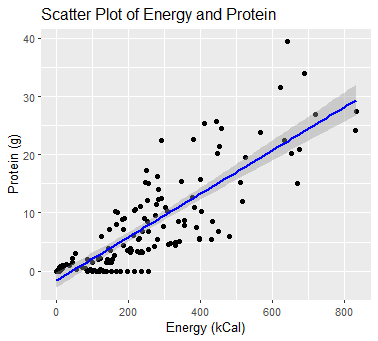 Scatter Plot of Energy and Protein
40
30
20
10
0
Protein (g)
0 200 400 600 800
Energy (kCal)